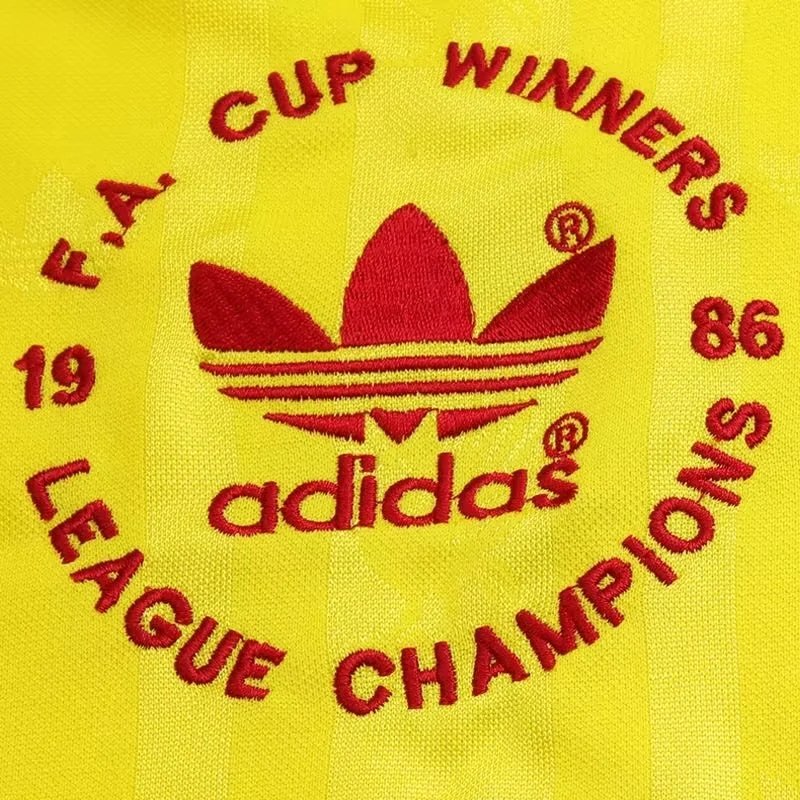 F.A. CUP WINNERS
19 86
®
adidas®
LEAGUE CHAMPIONS